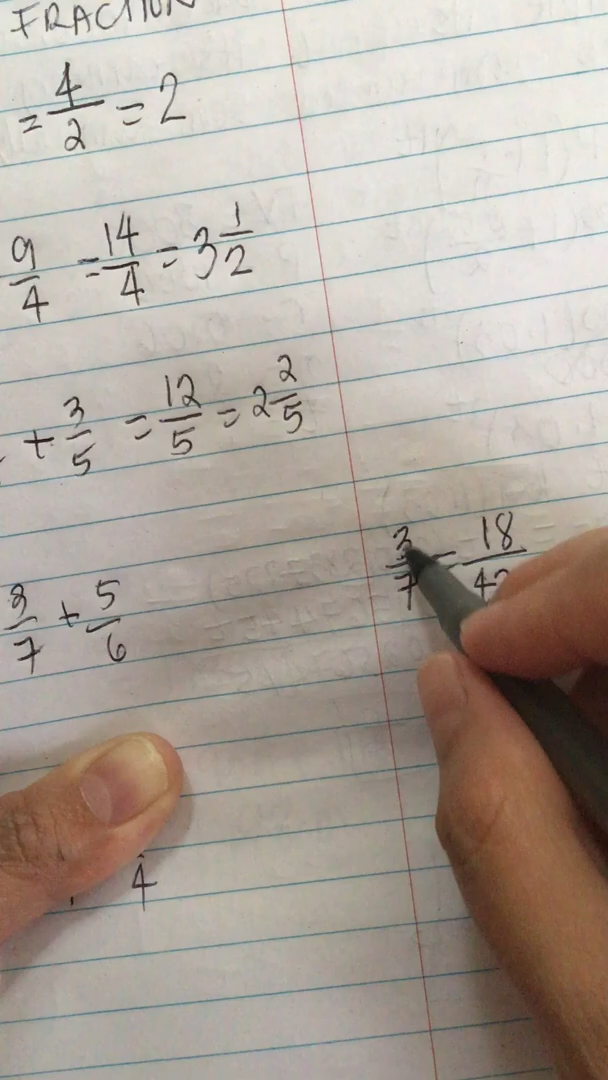 FRACTION
= 4/2 = 2
9/4 = 14/4 = 3 1/2
+ 3/5 = 12/5 = 2 2/5
3/7 = 18/42
3/7 + 5/6
4